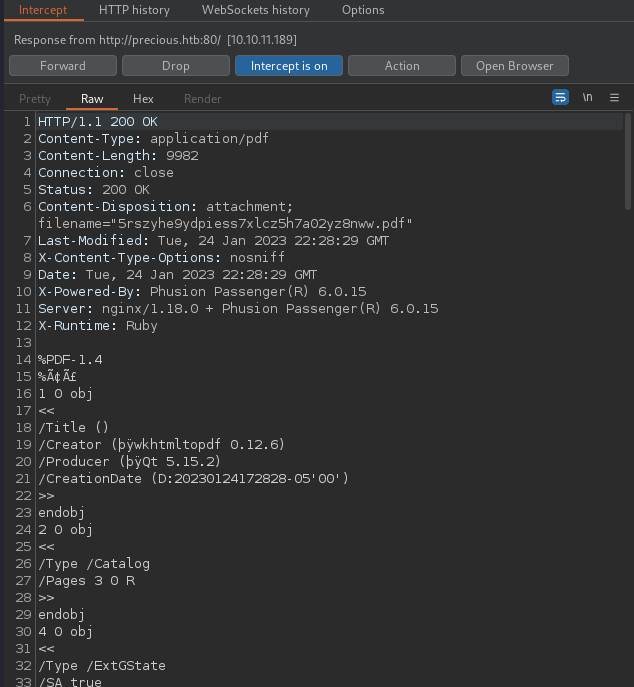 Intercept HTTP history WebSockets history Options
Response from http://precious.htb:80/ [10.10.11.189]
Forward Drop Intercept is on Action Open Browser
Pretty Raw Hex Render \n
1 HTTP/1.1 200 OK
2 Content-Type: application/pdf
3 Content-Length: 9982
4 Connection: close
5 Status: 200 OK
6 Content-Disposition: attachment;
filename="5rszyhe9ydpiess7xlcz5h7a02yz8nww.pdf"
7 Last-Modified: Tue, 24 Jan 2023 22:28:29 GMT
8 X-Content-Type-Options: nosniff
9 Date: Tue, 24 Jan 2023 22:28:29 GMT
10 X-Powered-By: Phusion Passenger(R) 6.0.15
11 Server: nginx/1.18.0 + Phusion Passenger(R) 6.0.15
12 X-Runtime: Ruby
13
14 %PDF-1.4
15 %Ã¢Ã£
16 1 0 obj
17 <<
18 /Title ()
19 /Creator (þÿwkhtmltopdf 0.12.6)
20 /Producer (þÿQt 5.15.2)
21 /CreationDate (D:20230124172828-05'00')
22 >>
23 endobj
24 2 0 obj
25 <<
26 /Type /Catalog
27 /Pages 3 0 R
28 >>
29 endobj
30 4 0 obj
31 <<
32 /Type /ExtGState
33 /SA true